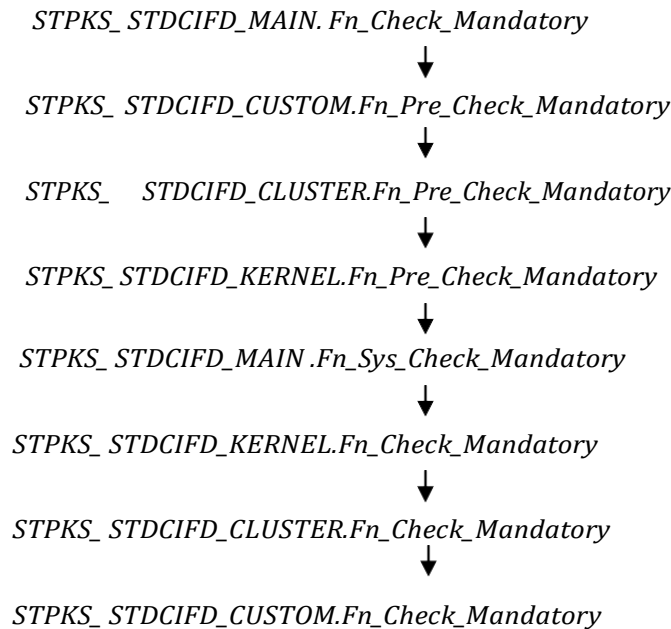 STPKS_ STDCIFD_MAIN. Fn_Check_Mandatory
STPKS_ STDCIFD_CUSTOM.Fn_Pre_Check_Mandatory
STPKS_ STDCIFD_CLUSTER.Fn_Pre_Check_Mandatory
STPKS_ STDCIFD_KERNEL.Fn_Pre_Check_Mandatory
STPKS_ STDCIFD_MAIN .Fn_Sys_Check_Mandatory
STPKS_ STDCIFD_KERNEL.Fn_Check_Mandatory
STPKS_ STDCIFD_CLUSTER.Fn_Check_Mandatory
STPKS_ STDCIFD_CUSTOM.Fn_Check_Mandatory